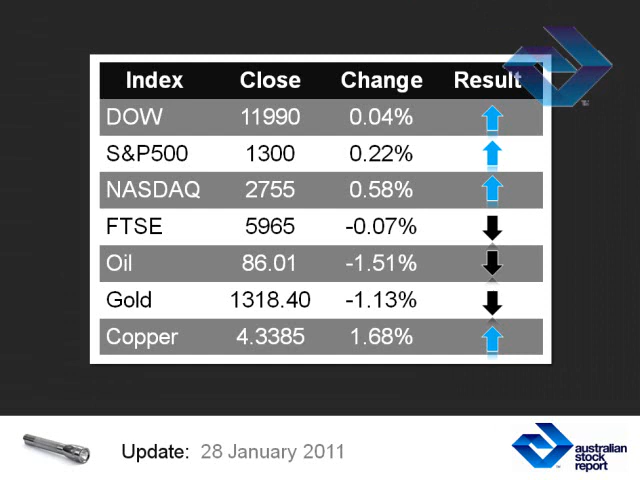 Index Close Change Result
DOW 11990 0.04%
S&P500 1300 0.22%
NASDAQ 2755 0.58%
FTSE 5965 -0.07%
Oil 86.01 -1.51%
Gold 1318.40 -1.13%
Copper 4.3385 1.68%
Update: 28 January 2011
australian
stock
report